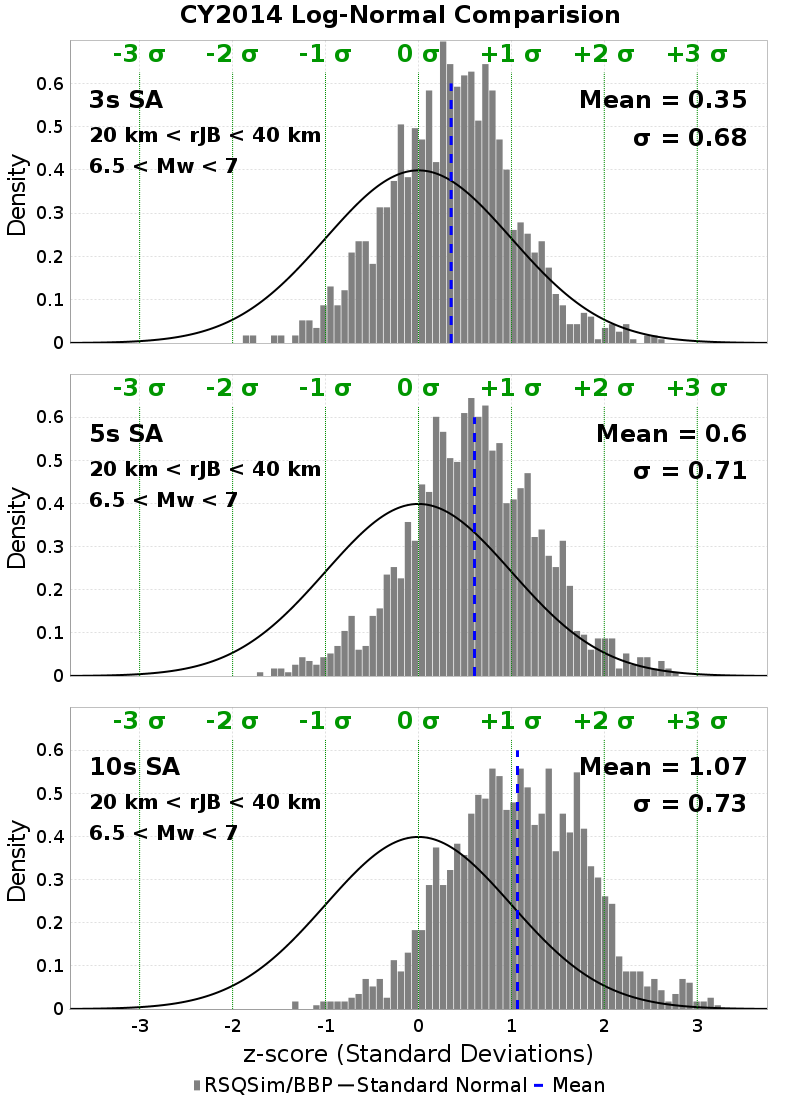 CY2014 Log-Normal Comparision
-3 σ -2 σ -1 σ 0 σ +1 σ +2 σ +3 σ
3s SA
20 km < rJB < 40 km
6.5 < Mw < 7
Mean = 0.35
σ = 0.68
0.6
0.5
0.4
0.3
0.2
0.1
0
Density
-3 σ -2 σ -1 σ 0 σ +1 σ +2 σ +3 σ
5s SA
20 km < rJB < 40 km
6.5 < Mw < 7
Mean = 0.6
σ = 0.71
0.6
0.5
0.4
0.3
0.2
0.1
0
Density
-3 σ -2 σ -1 σ 0 σ +1 σ +2 σ +3 σ
10s SA
20 km < rJB < 40 km
6.5 < Mw < 7
Mean = 1.07
σ = 0.73
0.6
0.5
0.4
0.3
0.2
0.1
0
Density
-3 -2 -1 0 1 2 3
z-score (Standard Deviations)
RSQSim/BBP Standard Normal Mean